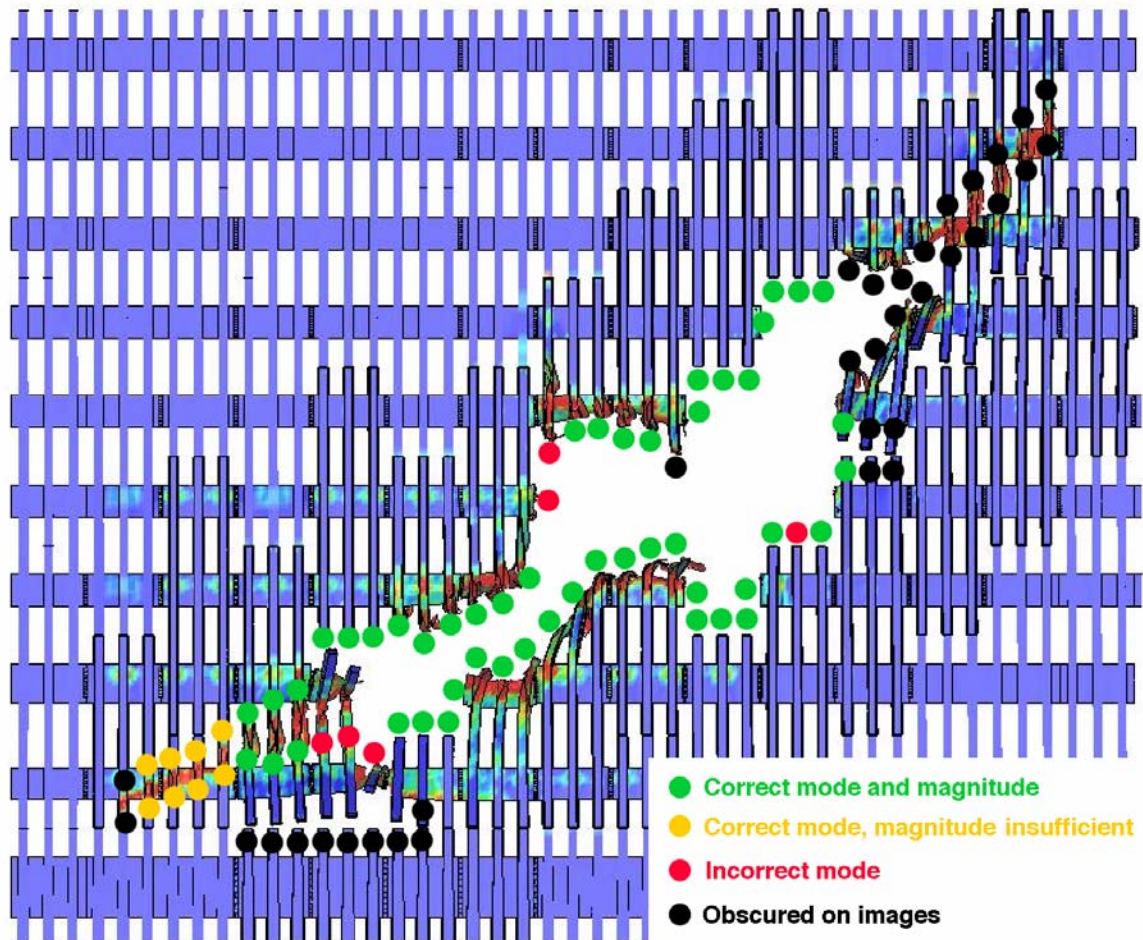 Correct mode and magnitude
Correct mode, magnitude insufficient
Incorrect mode
Obscured on images